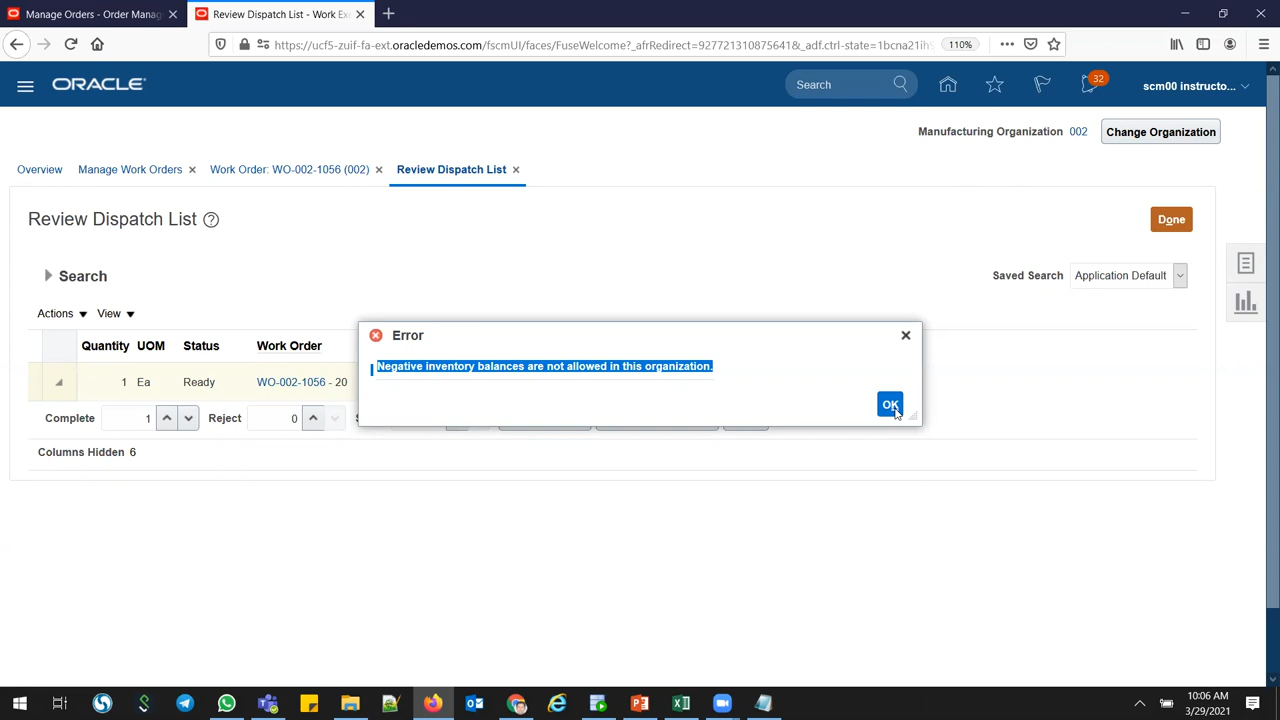 Manage Orders - Order Manag
Review Dispatch List - Work Ex
https://ucf5-zuif-fa-ext.oracledemos.com/fscmUI/faces/FuseWelcome?_afrRedirect=927721310875641&_adf.ctrl-state=1bcna21ih
110%
ORACLE
Search
32
scm00 instructo...
Manufacturing Organization 002 Change Organization
Overview Manage Work Orders Work Order: WO-002-1056 (002) Review Dispatch List
Review Dispatch List
Done
Search
Saved Search Application Default
Actions View
Quantity UOM Status Work Order
1 Ea Ready WO-002-1056 - 20
Error
Negative inventory balances are not allowed in this organization.
OK
Complete 1 Reject 0
Columns Hidden 6
10:06 AM
3/29/2021